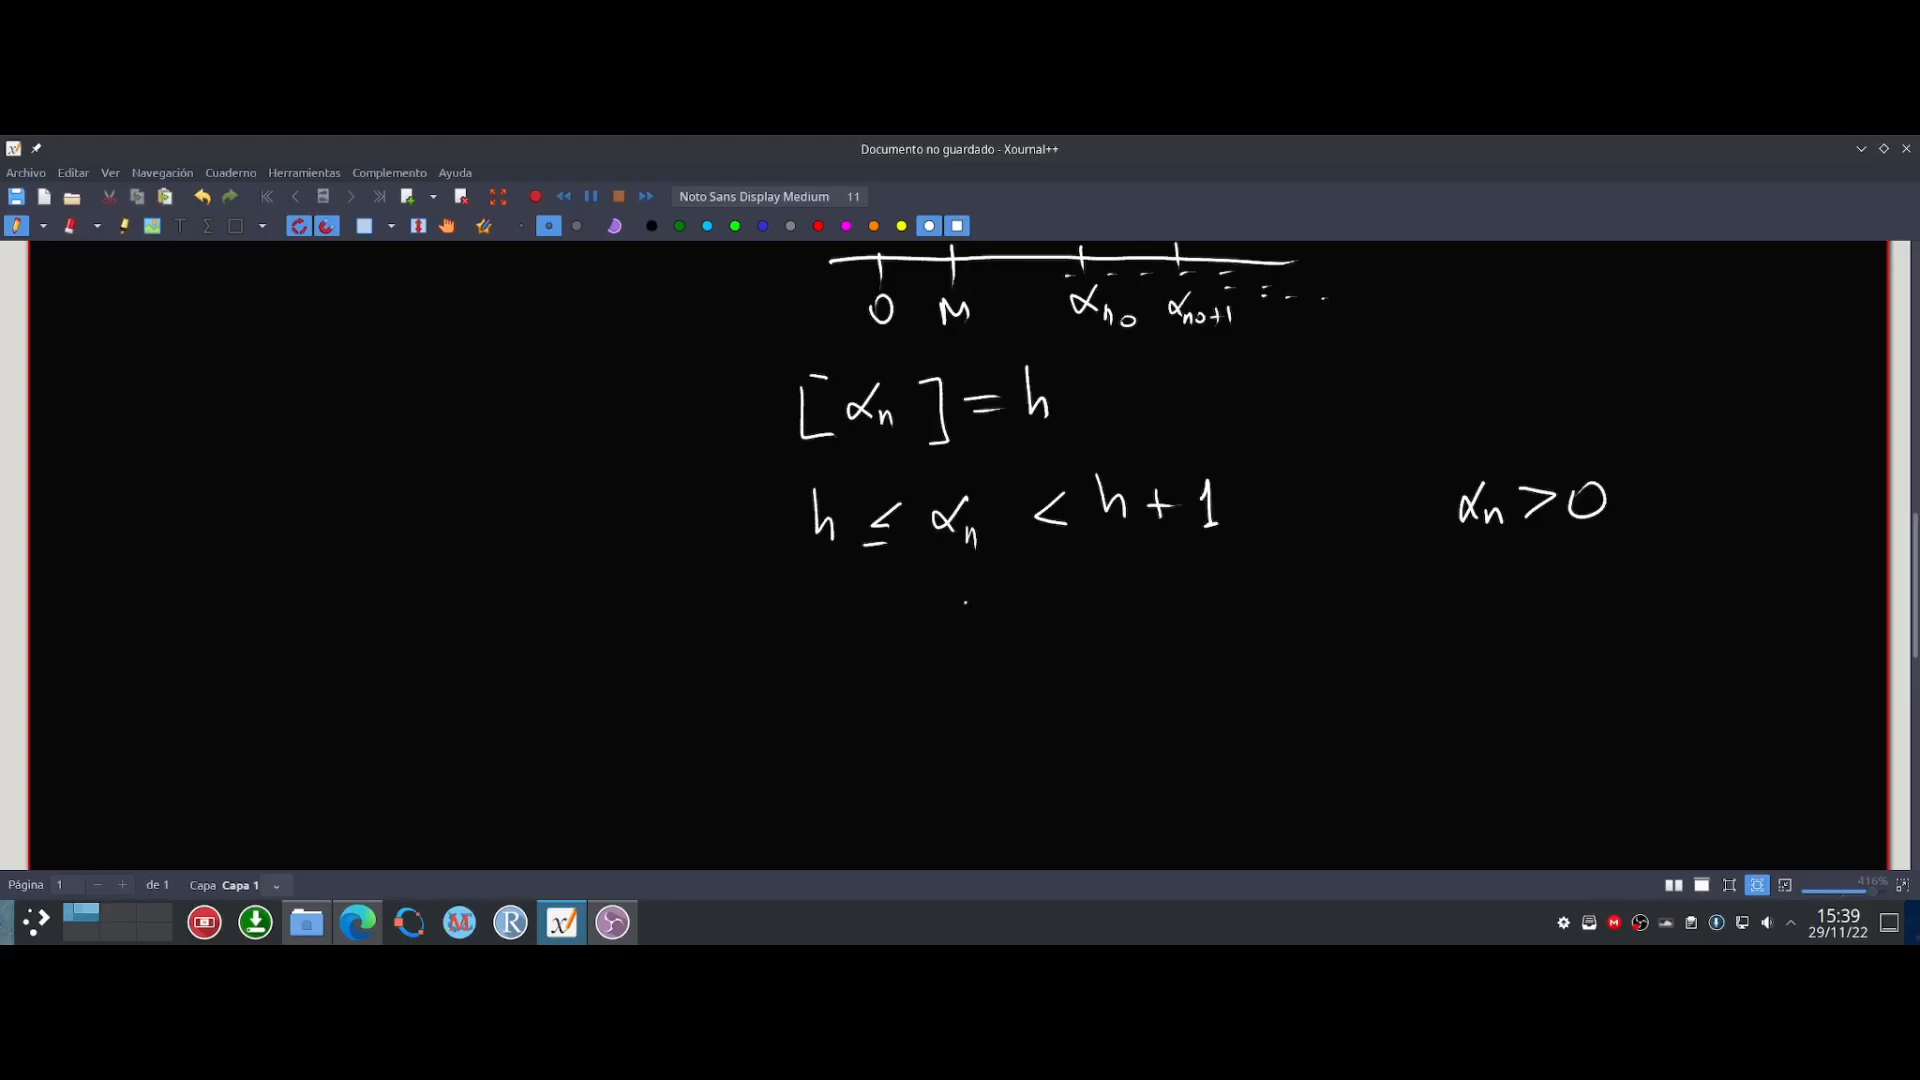 Documento no guardado - Xournal++
Archivo Editar Ver Navegación Cuaderno Herramientas Complemento Ayuda
Noto Sans Display Medium 11
0 M αn0 αn0+1
[αn] = h
h ≤ αn < h + 1 αn > 0
Página 1 de 1 Capa Capa 1 416%
15:39
29/11/22